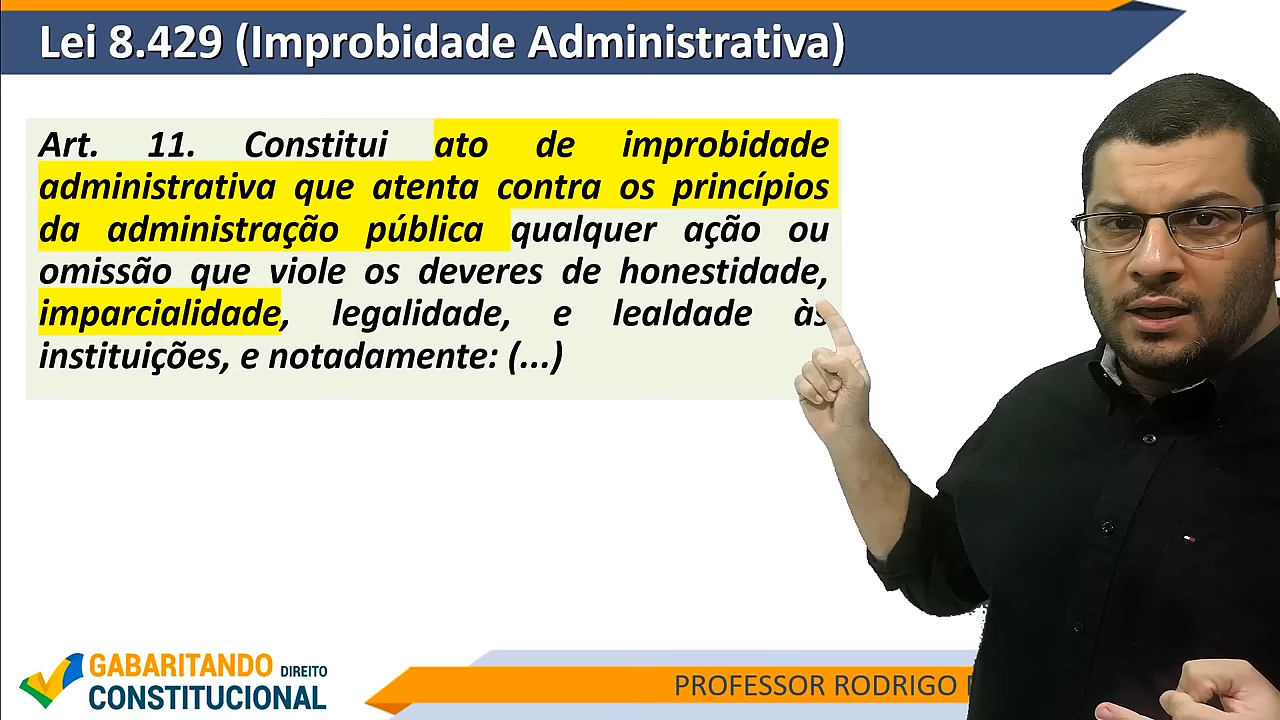 Lei 8.429 (Improbidade Administrativa)
Art. 11. Constitui ato de improbidade
administrativa que atenta contra os princípios
da administração pública qualquer ação ou
omissão que viole os deveres de honestidade,
imparcialidade, legalidade, e lealdade às
instituições, e notadamente: (...)
GABARITANDO DIREITO
CONSTITUCIONAL
PROFESSOR RODRIGO